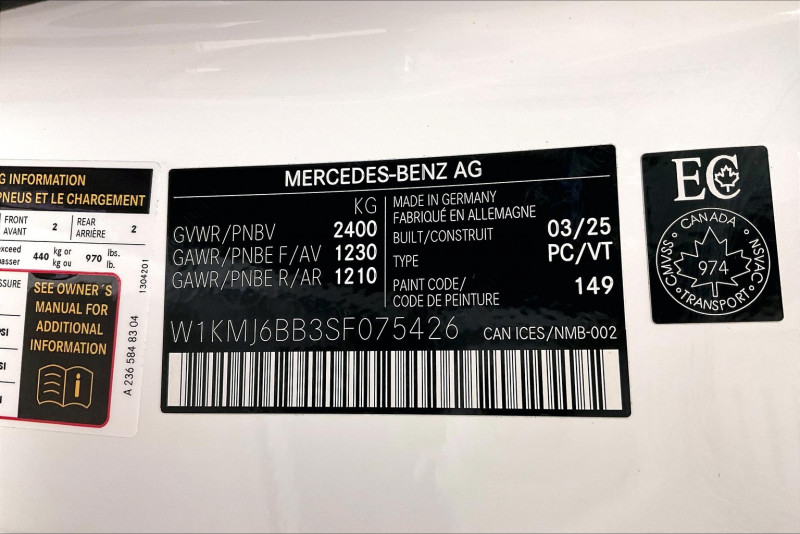 G INFORMATION
PNEUS ET LE CHARGEMENT
FRONT AVANT 2 REAR ARRIÈRE 2
440 kg or kg ou 970 lbs. lb.
SEE OWNER´S
MANUAL FOR
ADDITIONAL
INFORMATION
1304201
A 236 584 83 04
MERCEDES-BENZ AG
KG
GVWR/PNBV 2400
GAWR/PNBE F/AV 1230
GAWR/PNBE R/AR 1210
MADE IN GERMANY
FABRIQUÉ EN ALLEMAGNE
BUILT/CONSTRUIT 03/25
TYPE PC/VT
PAINT CODE/
CODE DE PEINTURE 149
W1KMJ6BB3SF075426 CAN ICES/NMB-002
EC
CANADA
CMVSS 974 NSVAC
TRANSPORT